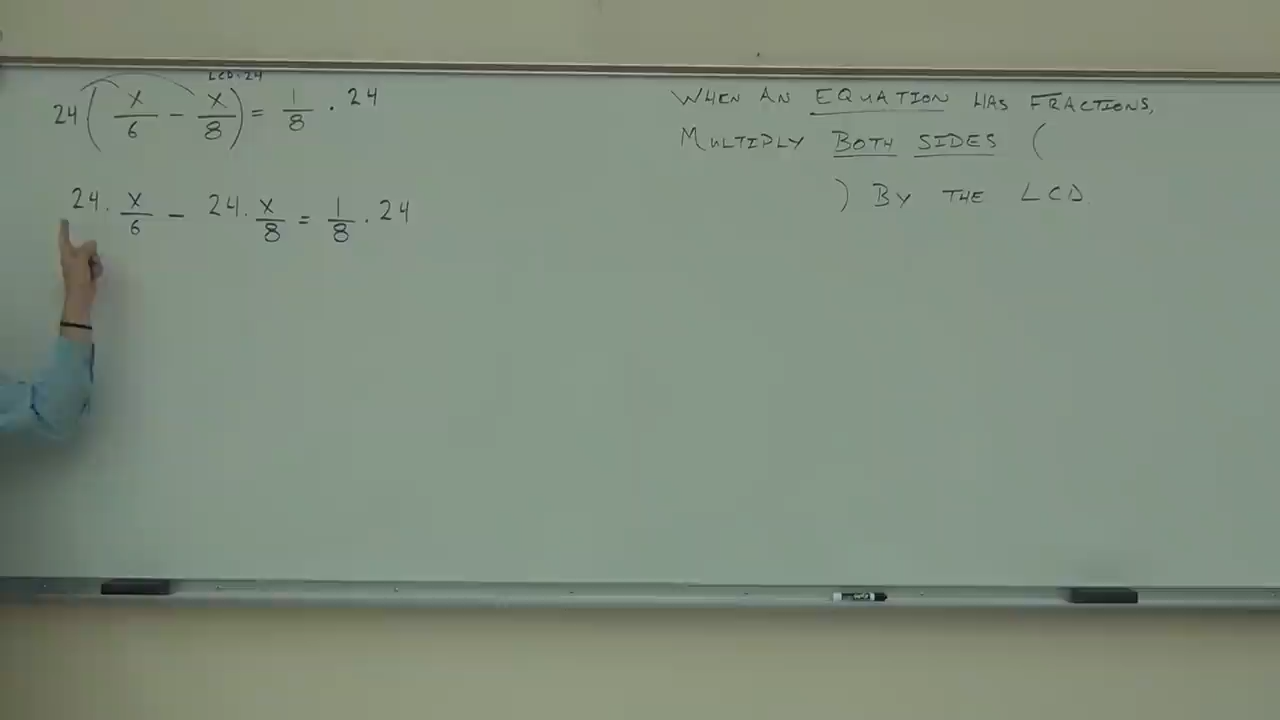 LCD: 24
24 ( x/6 - x/8 ) = 1/8 · 24
24 · x/6 - 24 · x/8 = 1/8 · 24
WHEN AN EQUATION HAS FRACTIONS,
MULTIPLY BOTH SIDES (
) BY THE LCD